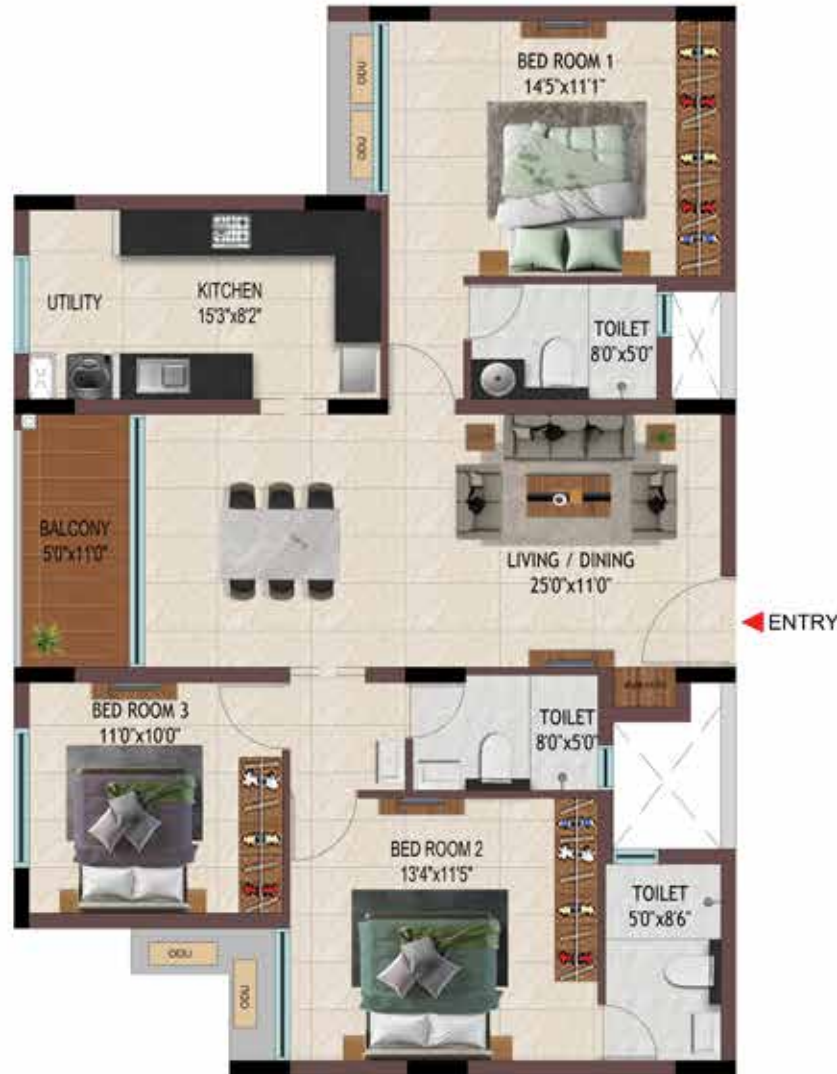 BED ROOM 1
14'5"x11'1"
ODU
ODU
UTILITY
KITCHEN
15'3"x8'2"
TOILET
8'0"x5'0"
BALCONY
5'0"x11'0"
LIVING / DINING
25'0"x11'0"
ENTRY
BED ROOM 3
11'0"x10'0"
TOILET
8'0"x5'0"
BED ROOM 2
13'4"x11'5"
TOILET
5'0"x8'6"
ODU
ODU